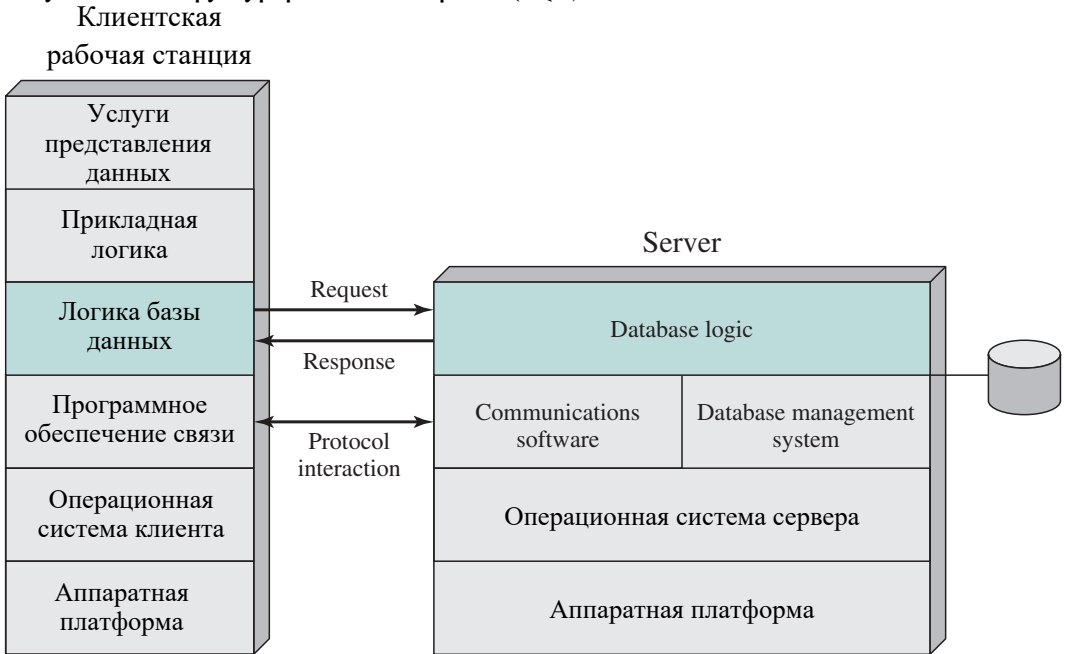 Клиентская
рабочая станция
Услуги
представления
данных
Прикладная
логика
Логика базы
данных
Программное
обеспечение связи
Операционная
система клиента
Аппаратная
платформа
Request
Response
Protocol
interaction
Server
Database logic
Communications
software
Database management
system
Операционная система сервера
Аппаратная платформа